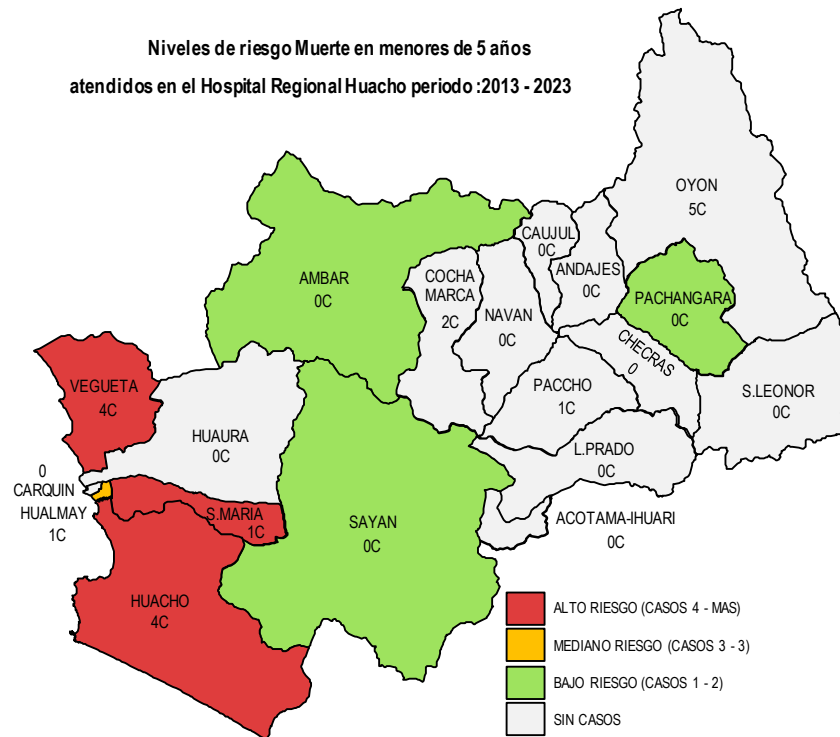 Niveles de riesgo Muerte en menores de 5 años
atendidos en el Hospital Regional Huacho periodo :2013 - 2023
OYON
5C
CAUJUL
0C
ANDAJES
0C
AMBAR
0C
COCHA
MARCA
2C
NAVAN
0C
PACHANGARA
0C
CHECRAS
0
VEGUETA
4C
PACCHO
1C
S.LEONOR
0C
HUAURA
0C
L.PRADO
0C
0
CARQUIN
HUALMAY
1C
S.MARIA
1C
SAYAN
0C
ACOTAMA-IHUARI
0C
HUACHO
4C
ALTO RIESGO (CASOS 4 - MAS)
MEDIANO RIESGO (CASOS 3 - 3)
BAJO RIESGO (CASOS 1 - 2)
SIN CASOS